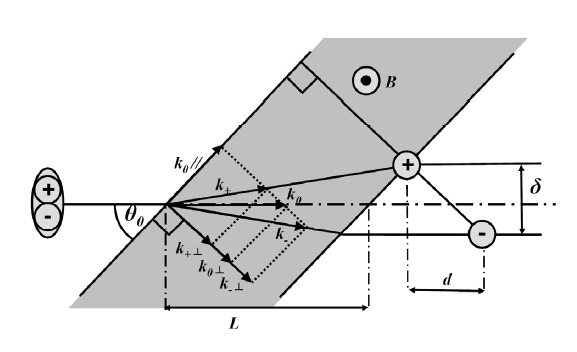 B
+
k₀//
k₊
k₀
δ
+
-
θ₀
k₋
-
k₊⊥
k₀⊥
k₋⊥
d
L